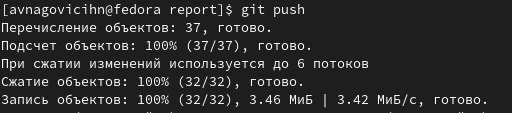 [avnagovicihn@fedora report]$ git push
Перечисление объектов: 37, готово.
Подсчет объектов: 100% (37/37), готово.
При сжатии изменений используется до 6 потоков
Сжатие объектов: 100% (32/32), готово.
Запись объектов: 100% (32/32), 3.46 МиБ | 3.42 МиБ/с, готово.